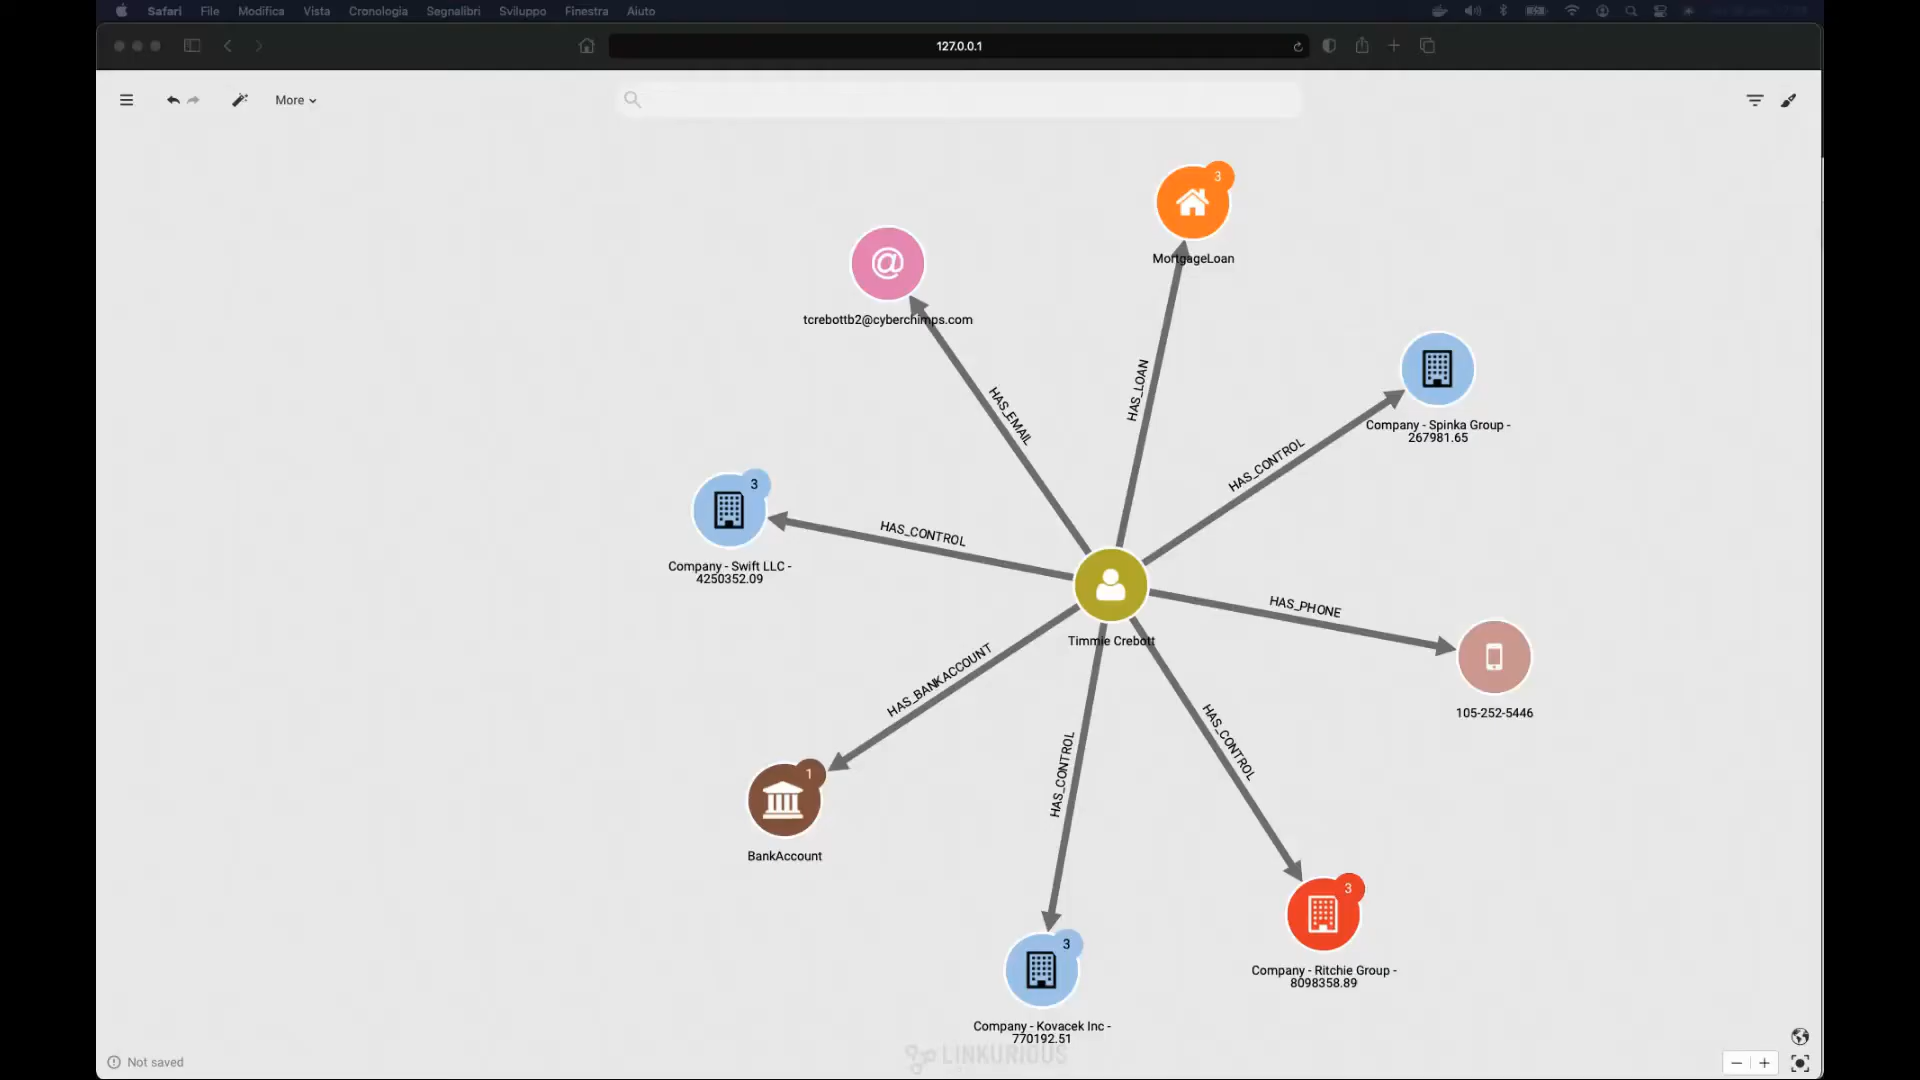 Safari File Modifica Vista Cronologia Segnalibri Sviluppo Finestra Aiuto
127.0.0.1
More
3
MortgageLoan
@
tcrebottb2@cyberchimps.com
HAS_LOAN
HAS_EMAIL
Company - Spinka Group -
267981.65
HAS_CONTROL
3
HAS_CONTROL
Company - Swift LLC -
4250352.09
HAS_PHONE
Timmie Crebott
105-252-5446
HAS_BANKACCOUNT
HAS_CONTROL
HAS_CONTROL
1
BankAccount
3
Company - Ritchie Group -
8098358.89
3
Company - Kovacek Inc -
770192.51
LINKURIOUS
Not saved